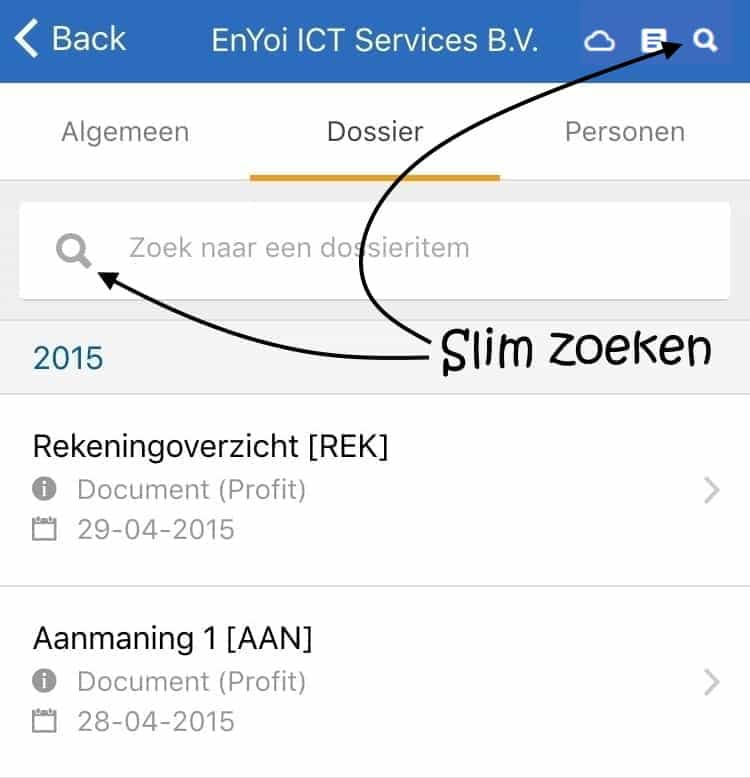 Back EnYoi ICT Services B.V.
Algemeen Dossier Personen
Zoek naar een dossieritem
Slim zoeken
2015
Rekeningoverzicht [REK]
Document (Profit)
29-04-2015
Aanmaning 1 [AAN]
Document (Profit)
28-04-2015